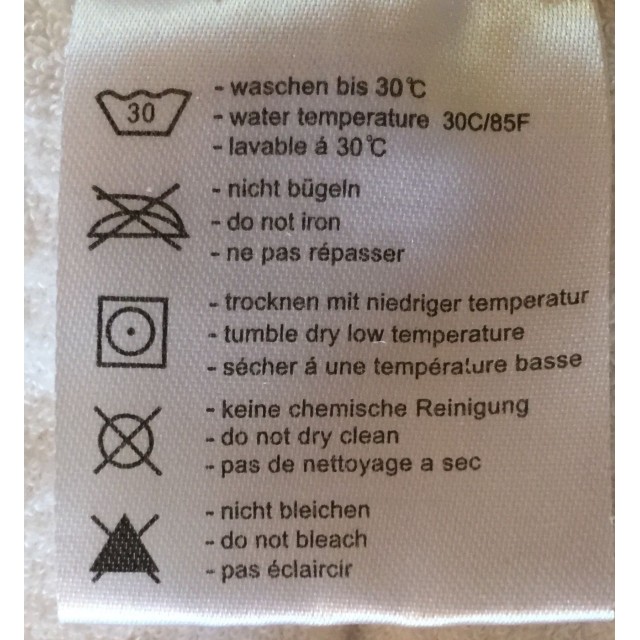 30
- waschen bis 30°C
- water temperature 30C/85F
- lavable á 30°C
- nicht bügeln
- do not iron
- ne pas répasser
- trocknen mit niedriger temperatur
- tumble dry low temperature
- sécher á une température basse
- keine chemische Reinigung
- do not dry clean
- pas de nettoyage a sec
- nicht bleichen
- do not bleach
- pas éclaircir